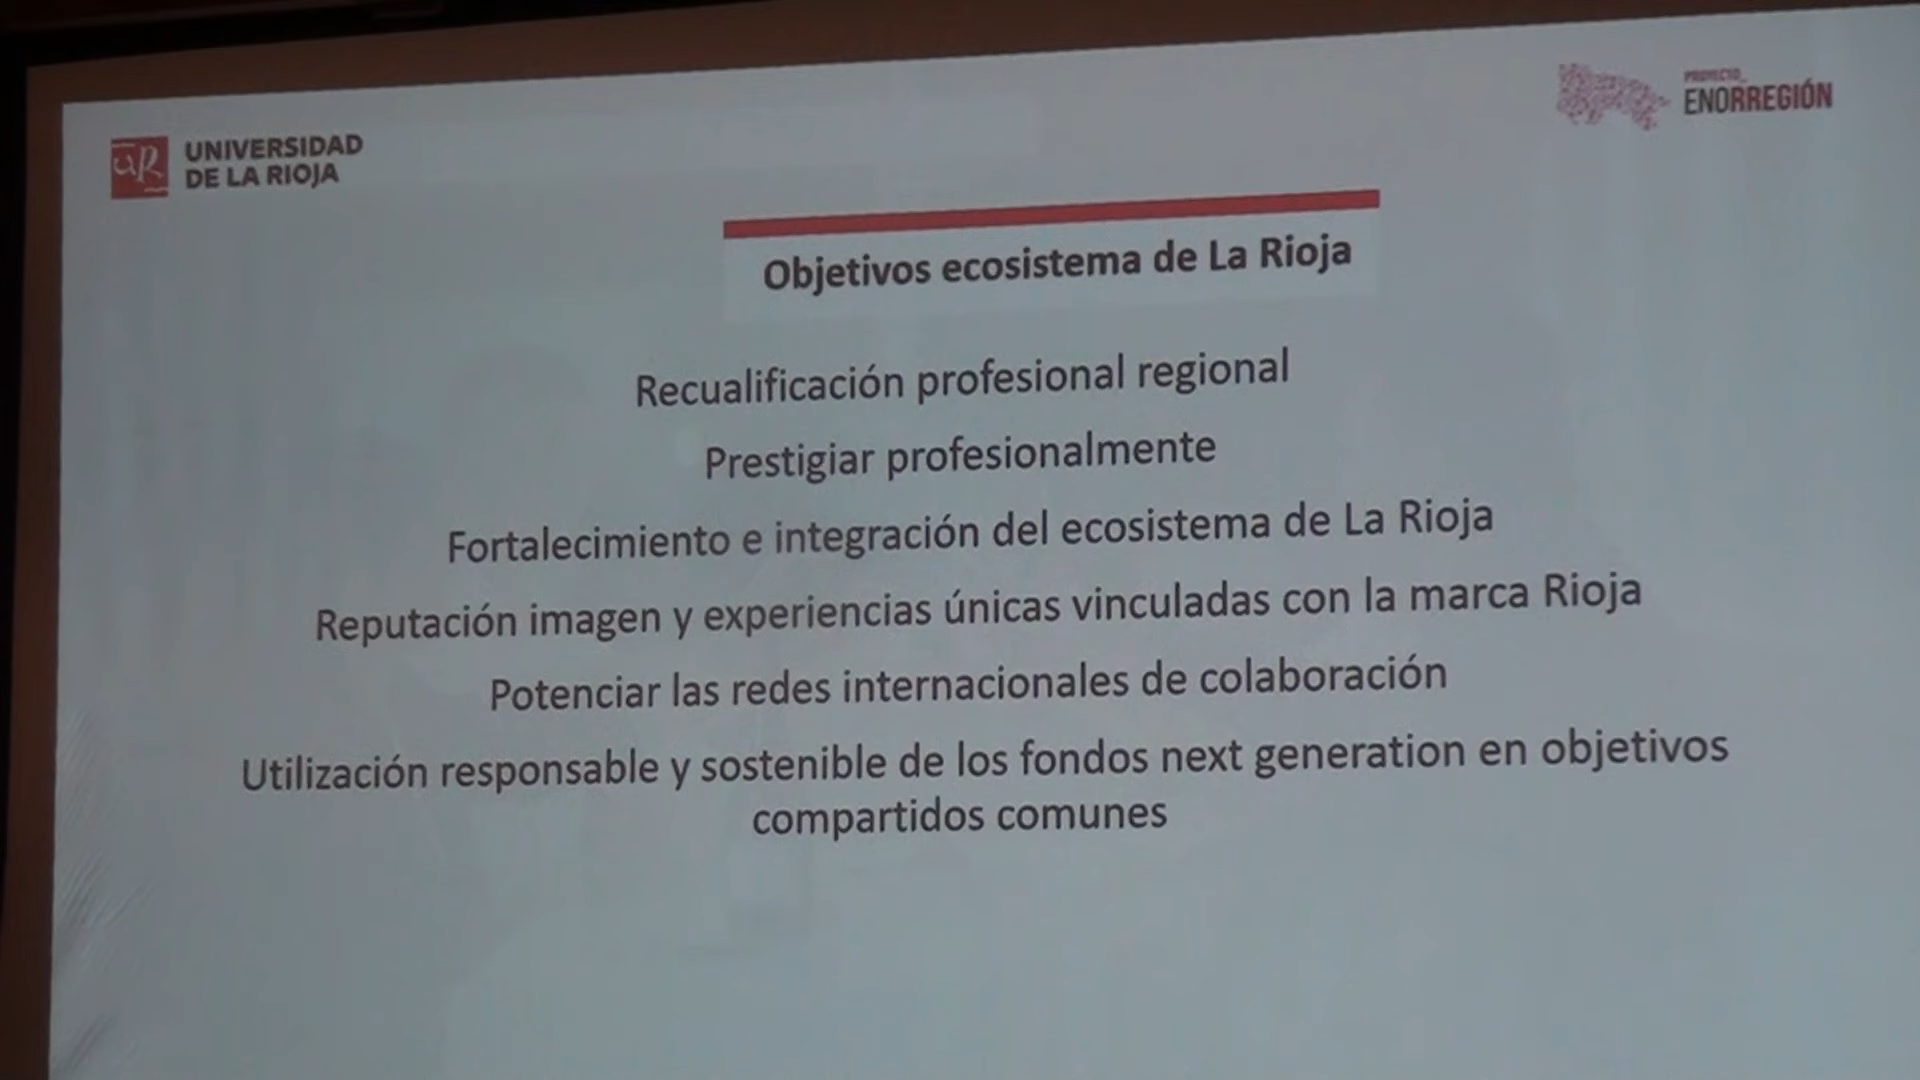 UNIVERSIDAD
DE LA RIOJA
PROYECTO
ENORREGIÓN
Objetivos ecosistema de La Rioja
Recualificación profesional regional
Prestigiar profesionalmente
Fortalecimiento e integración del ecosistema de La Rioja
Reputación imagen y experiencias únicas vinculadas con la marca Rioja
Potenciar las redes internacionales de colaboración
Utilización responsable y sostenible de los fondos next generation en objetivos
compartidos comunes